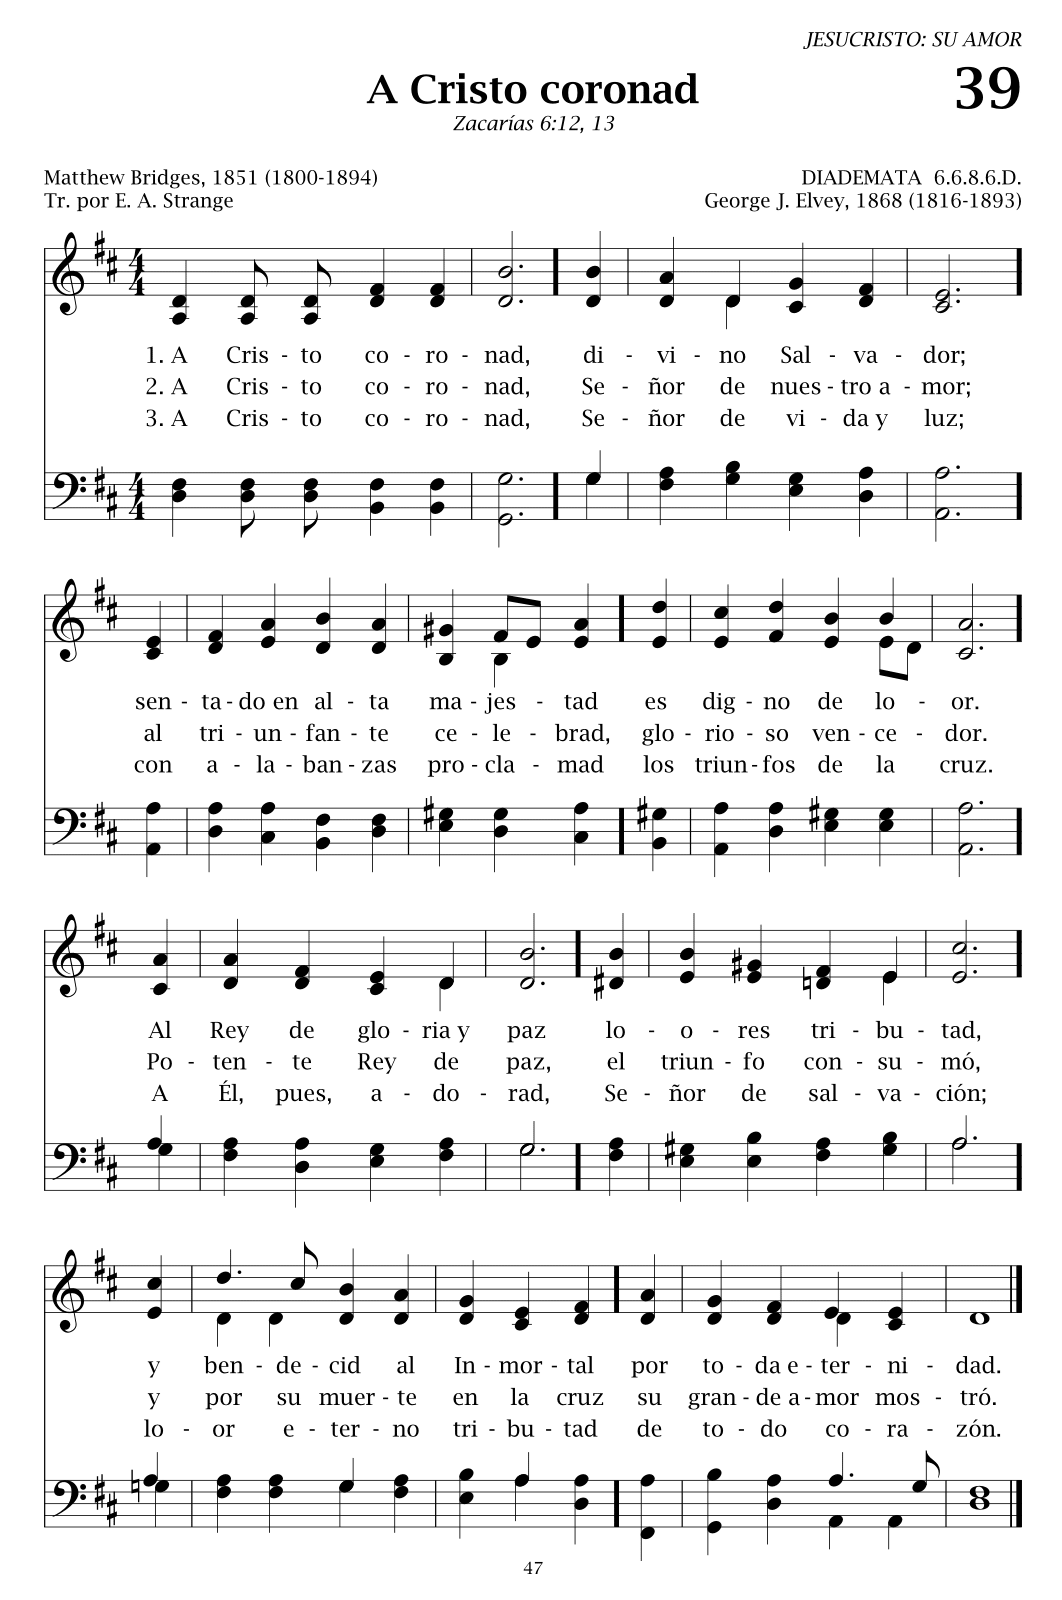 JESUCRISTO: SU AMOR
A Cristo coronad
39
Zacarías 6:12, 13
Matthew Bridges, 1851 (1800-1894)
DIADEMATA 6.6.8.6.D.
Tr. por E. A. Strange
George J. Elvey, 1868 (1816-1893)
4 4
1. A Cris - to co - ro - nad, di - vi - no Sal - va - dor;
2. A Cris - to co - ro - nad, Se - ñor de nues - tro a - mor;
3. A Cris - to co - ro - nad, Se - ñor de vi - da y luz;
4 4
sen - ta - do en al - ta ma - jes - tad es dig - no de lo - or.
al tri - un - fan - te ce - le - brad, glo - rio - so ven - ce - dor.
con a - la - ban - zas pro - cla - mad los triun - fos de la cruz.
Al Rey de glo - ria y paz lo - o - res tri - bu - tad,
Po - ten - te Rey de paz, el triun - fo con - su - mó,
A Él, pues, a - do - rad, Se - ñor de sal - va - ción;
y ben - de - cid al In - mor - tal por to - da e - ter - ni - dad.
y por su muer - te en la cruz su gran - de a - mor mos - tró.
lo - or e - ter - no tri - bu - tad de to - do co - ra - zón.
47